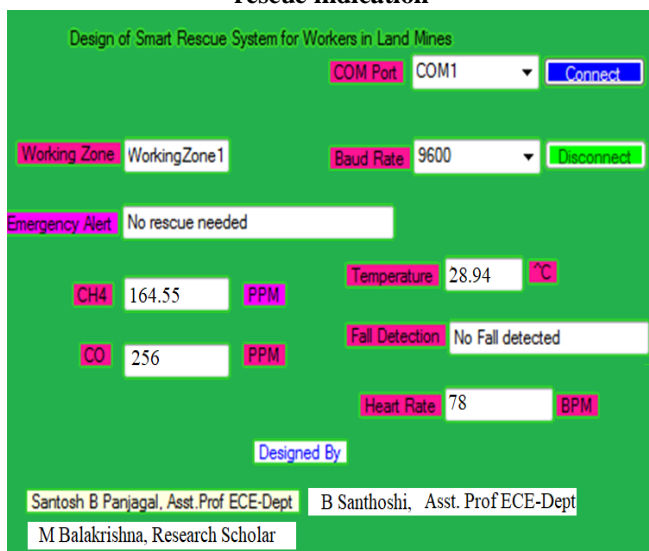 rescue indication
Design of Smart Rescue System for Workers in Land Mines
COM Port COM1 Connect
Working Zone WorkingZone1 Baud Rate 9600 Disconnect
Emergency Alert No rescue needed
Temperature 28.94 °C
CH4 164.55 PPM
Fall Detection No Fall detected
CO 256 PPM
Heart Rate 78 BPM
Designed By
Santosh B Panjagal, Asst.Prof ECE-Dept B Santhoshi, Asst. Prof ECE-Dept
M Balakrishna, Research Scholar